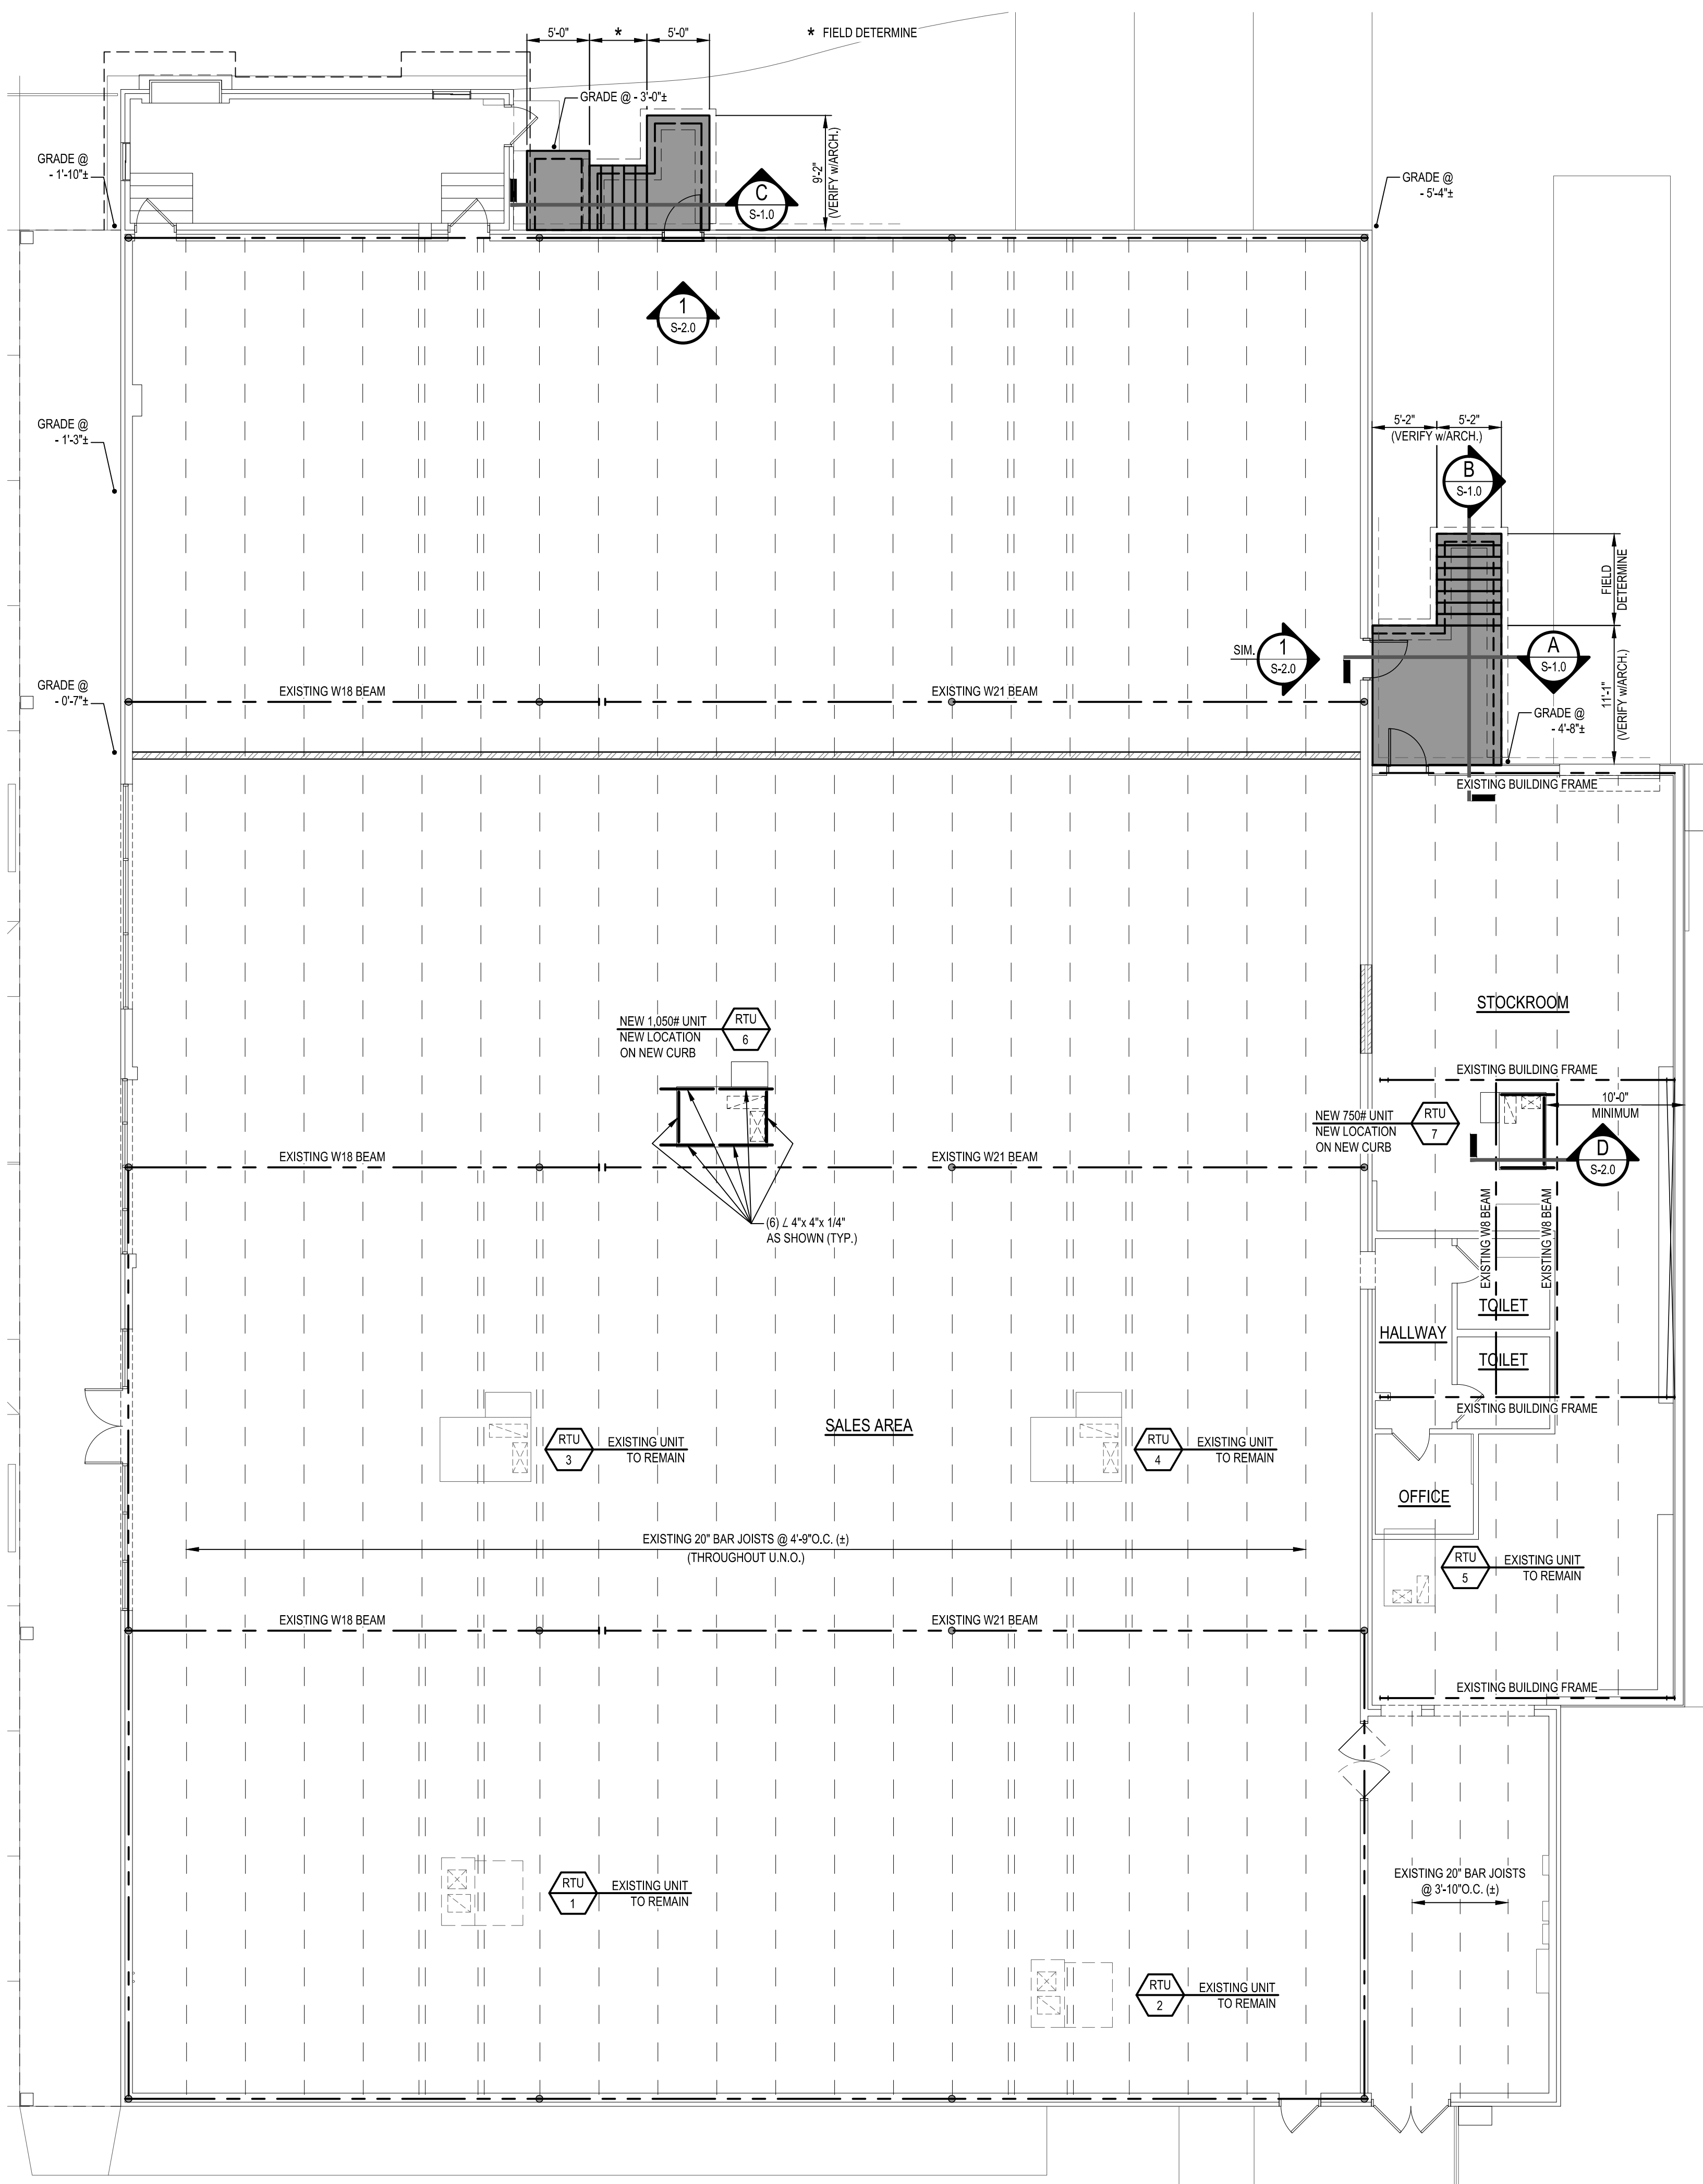 5'-0"
*
5'-0"
* FIELD DETERMINE
GRADE @ - 3'-0"±
GRADE @
- 1'-10"±
9'-2"
(VERIFY w/ARCH.)
C
S-1.0
GRADE @
- 5'-4"±
1
S-2.0
GRADE @
- 1'-3"±
5'-2"
5'-2"
(VERIFY w/ARCH.)
B
S-1.0
FIELD
DETERMINE
SIM.
1
S-2.0
A
S-1.0
11'-1"
(VERIFY w/ARCH.)
GRADE @
- 0'-7"±
EXISTING W18 BEAM
EXISTING W21 BEAM
GRADE @
- 4'-8"±
EXISTING BUILDING FRAME
STOCKROOM
NEW 1,050# UNIT
NEW LOCATION
ON NEW CURB
RTU
6
EXISTING BUILDING FRAME
10'-0"
MINIMUM
NEW 750# UNIT
NEW LOCATION
ON NEW CURB
RTU
7
D
S-2.0
EXISTING W18 BEAM
EXISTING W21 BEAM
(6) ∠ 4"x 4"x 1/4"
AS SHOWN (TYP.)
EXISTING W8 BEAM
EXISTING W8 BEAM
TOILET
HALLWAY
TOILET
EXISTING BUILDING FRAME
SALES AREA
RTU
3
EXISTING UNIT
TO REMAIN
RTU
4
EXISTING UNIT
TO REMAIN
OFFICE
EXISTING 20" BAR JOISTS @ 4'-9"O.C. (±)
(THROUGHOUT U.N.O.)
RTU
5
EXISTING UNIT
TO REMAIN
EXISTING W18 BEAM
EXISTING W21 BEAM
EXISTING BUILDING FRAME
RTU
1
EXISTING UNIT
TO REMAIN
EXISTING 20" BAR JOISTS
@ 3'-10"O.C. (±)
RTU
2
EXISTING UNIT
TO REMAIN